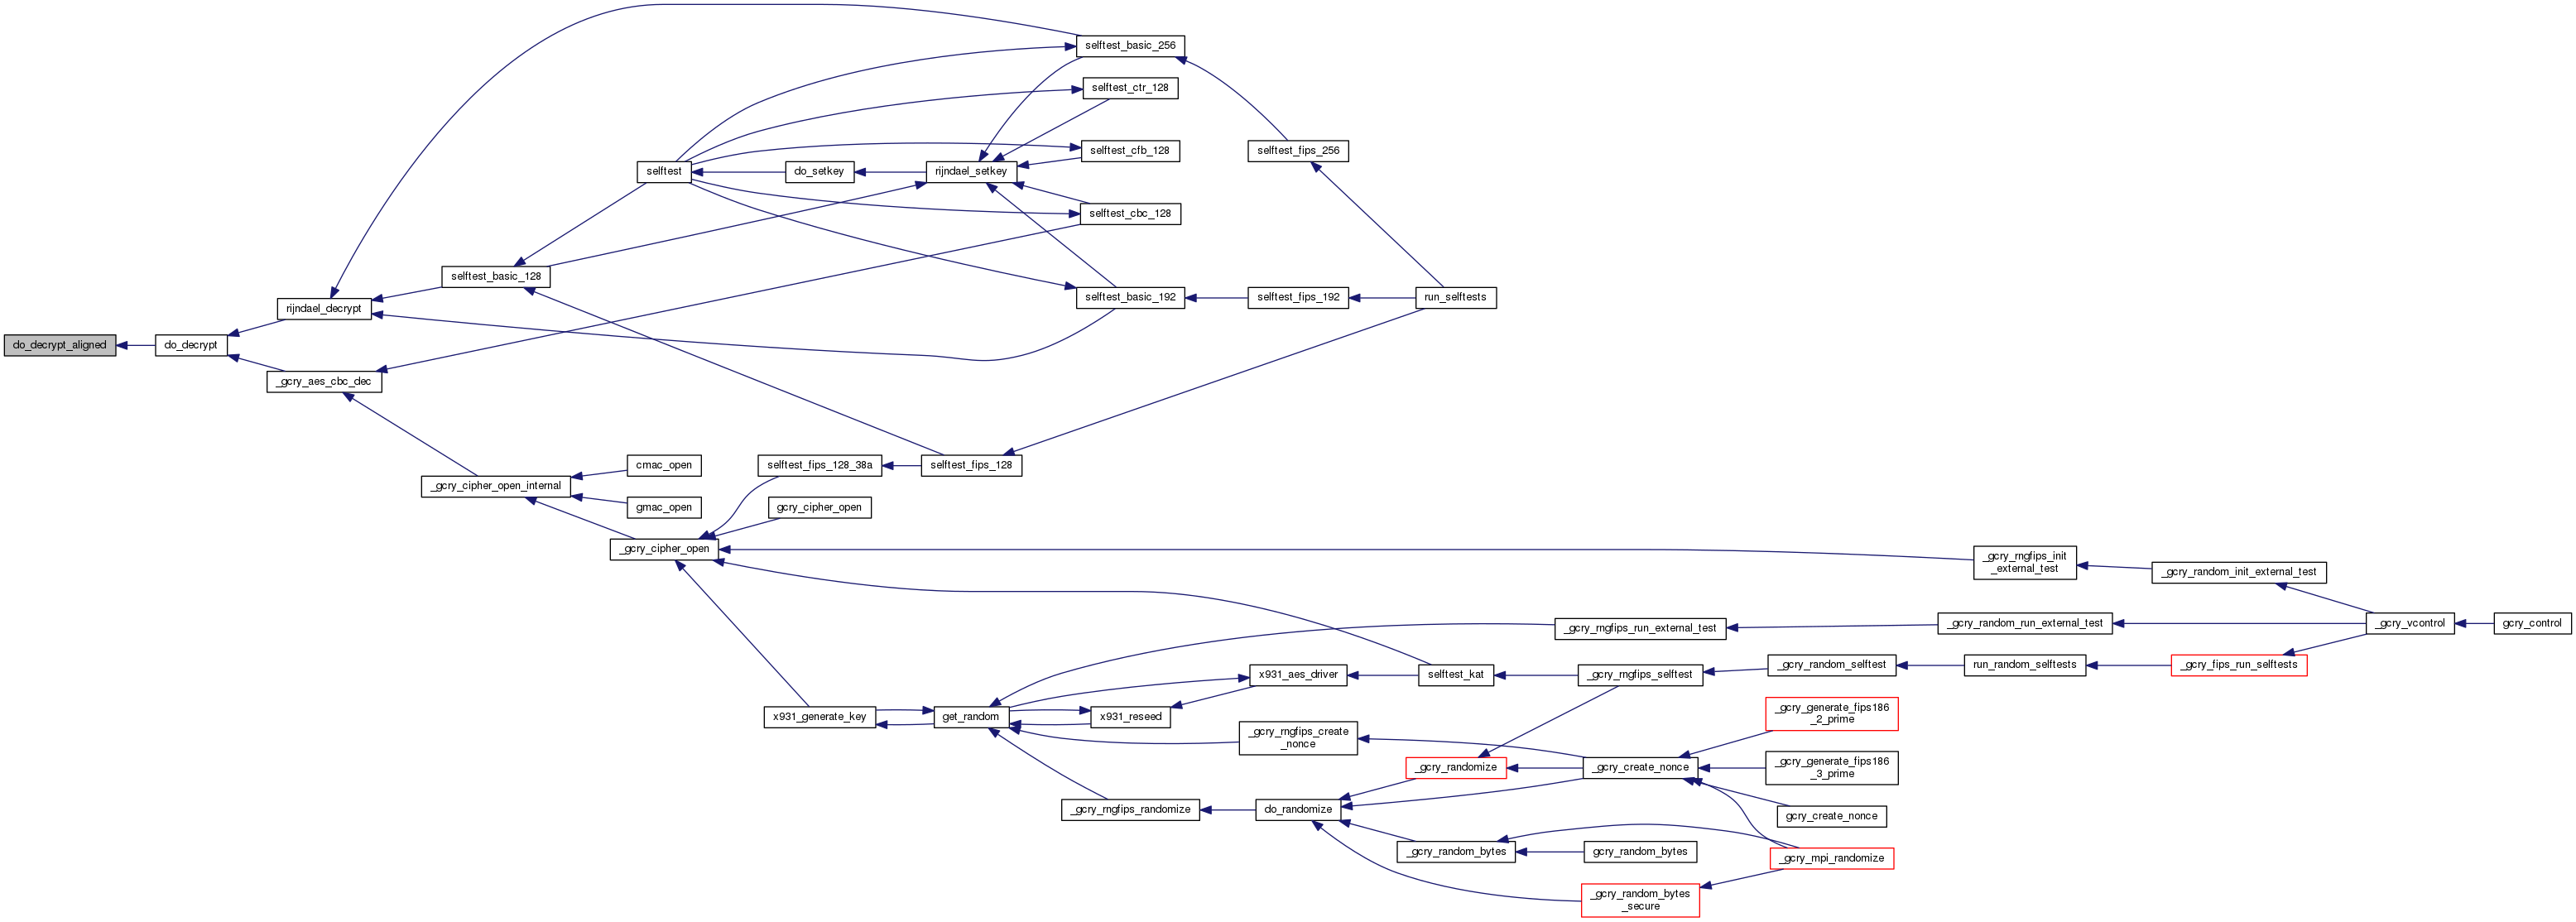 selftest_basic_256
selftest_ctr_128
selftest_cfb_128
selftest_fips_256
selftest
do_setkey
rijndael_setkey
selftest_cbc_128
selftest_basic_128
selftest_basic_192
selftest_fips_192
run_selftests
rijndael_decrypt
do_decrypt_aligned
do_decrypt
_gcry_aes_cbc_dec
cmac_open
selftest_fips_128_38a
selftest_fips_128
_gcry_cipher_open_internal
gmac_open
gcry_cipher_open
_gcry_cipher_open
_gcry_rngfips_init
_external_test
_gcry_random_init_external_test
_gcry_rngfips_run_external_test
_gcry_random_run_external_test
_gcry_vcontrol
gcry_control
x931_aes_driver
selftest_kat
_gcry_rngfips_selftest
_gcry_random_selftest
run_random_selftests
_gcry_fips_run_selftests
x931_generate_key
get_random
x931_reseed
_gcry_generate_fips186
_2_prime
_gcry_rngfips_create
_nonce
_gcry_randomize
_gcry_create_nonce
_gcry_generate_fips186
_3_prime
_gcry_rngfips_randomize
do_randomize
gcry_create_nonce
_gcry_random_bytes
gcry_random_bytes
_gcry_mpi_randomize
_gcry_random_bytes
_secure